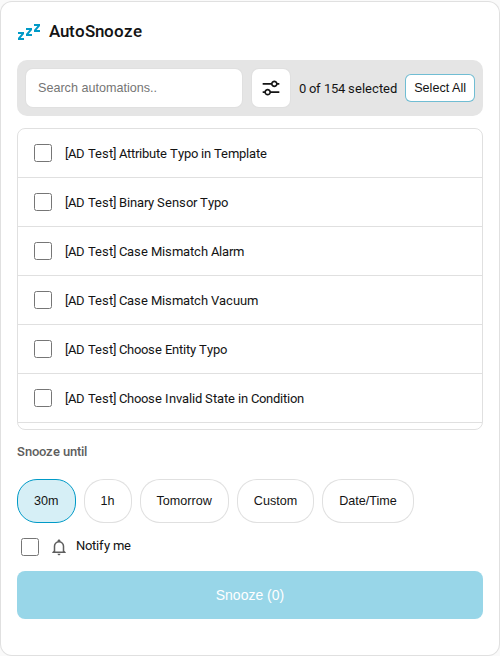 zzz AutoSnooze
Search automations..
0 of 154 selected
Select All
[AD Test] Attribute Typo in Template
[AD Test] Binary Sensor Typo
[AD Test] Case Mismatch Alarm
[AD Test] Case Mismatch Vacuum
[AD Test] Choose Entity Typo
[AD Test] Choose Invalid State in Condition
Snooze until
30m
1h
Tomorrow
Custom
Date/Time
Notify me
Snooze (0)